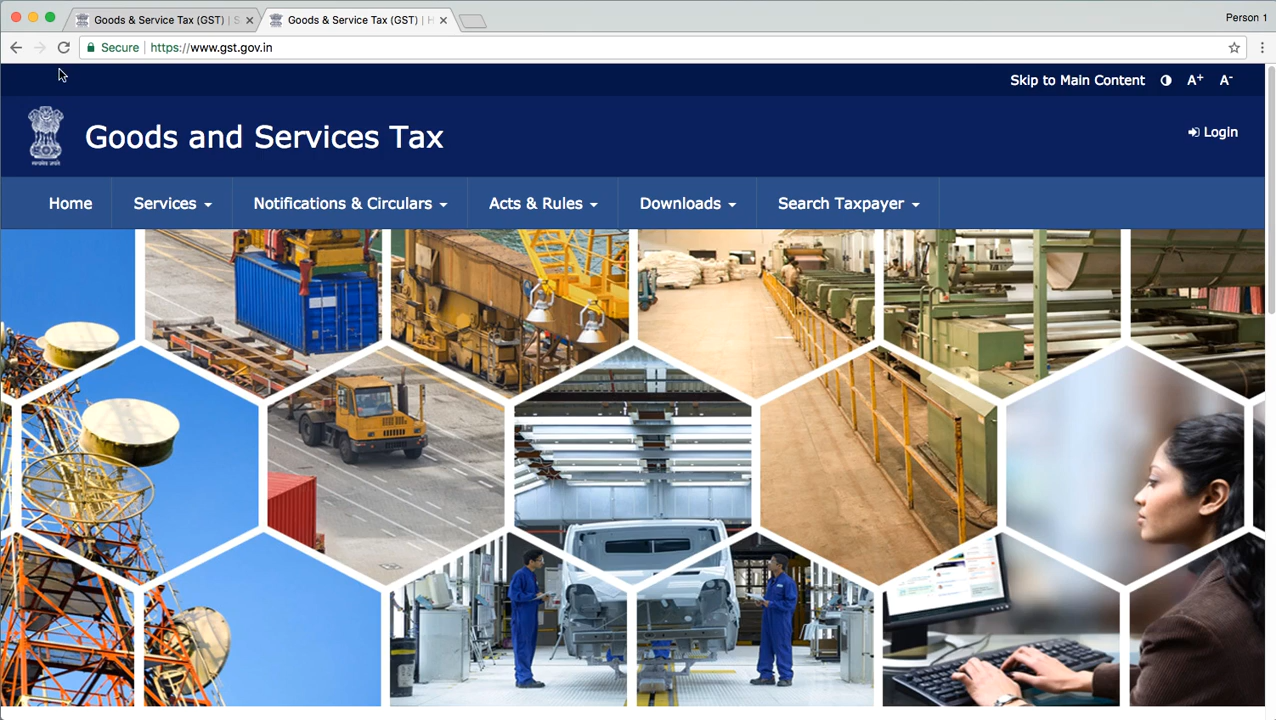 Goods & Service Tax (GST) | S
Goods & Service Tax (GST) | H
Person 1
Secure
https://www.gst.gov.in
Skip to Main Content
A+
A-
Goods and Services Tax
Login
Home
Services
Notifications & Circulars
Acts & Rules
Downloads
Search Taxpayer